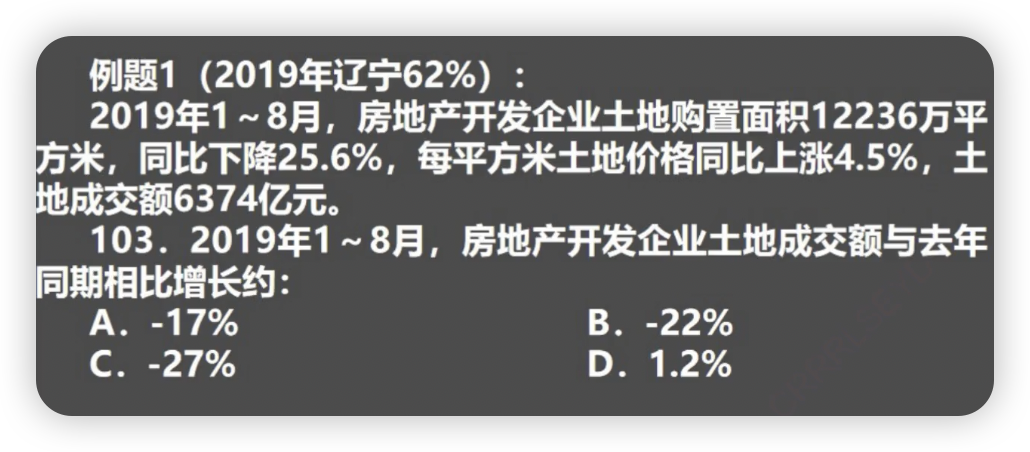 例题1（2019年辽宁62%）：
2019年1～8月，房地产开发企业土地购置面积12236万平
方米，同比下降25.6%，每平方米土地价格同比上涨4.5%，土
地成交额6374亿元。
103．2019年1～8月，房地产开发企业土地成交额与去年
同期相比增长约：
A．-17% B．-22%
C．-27% D．1.2%